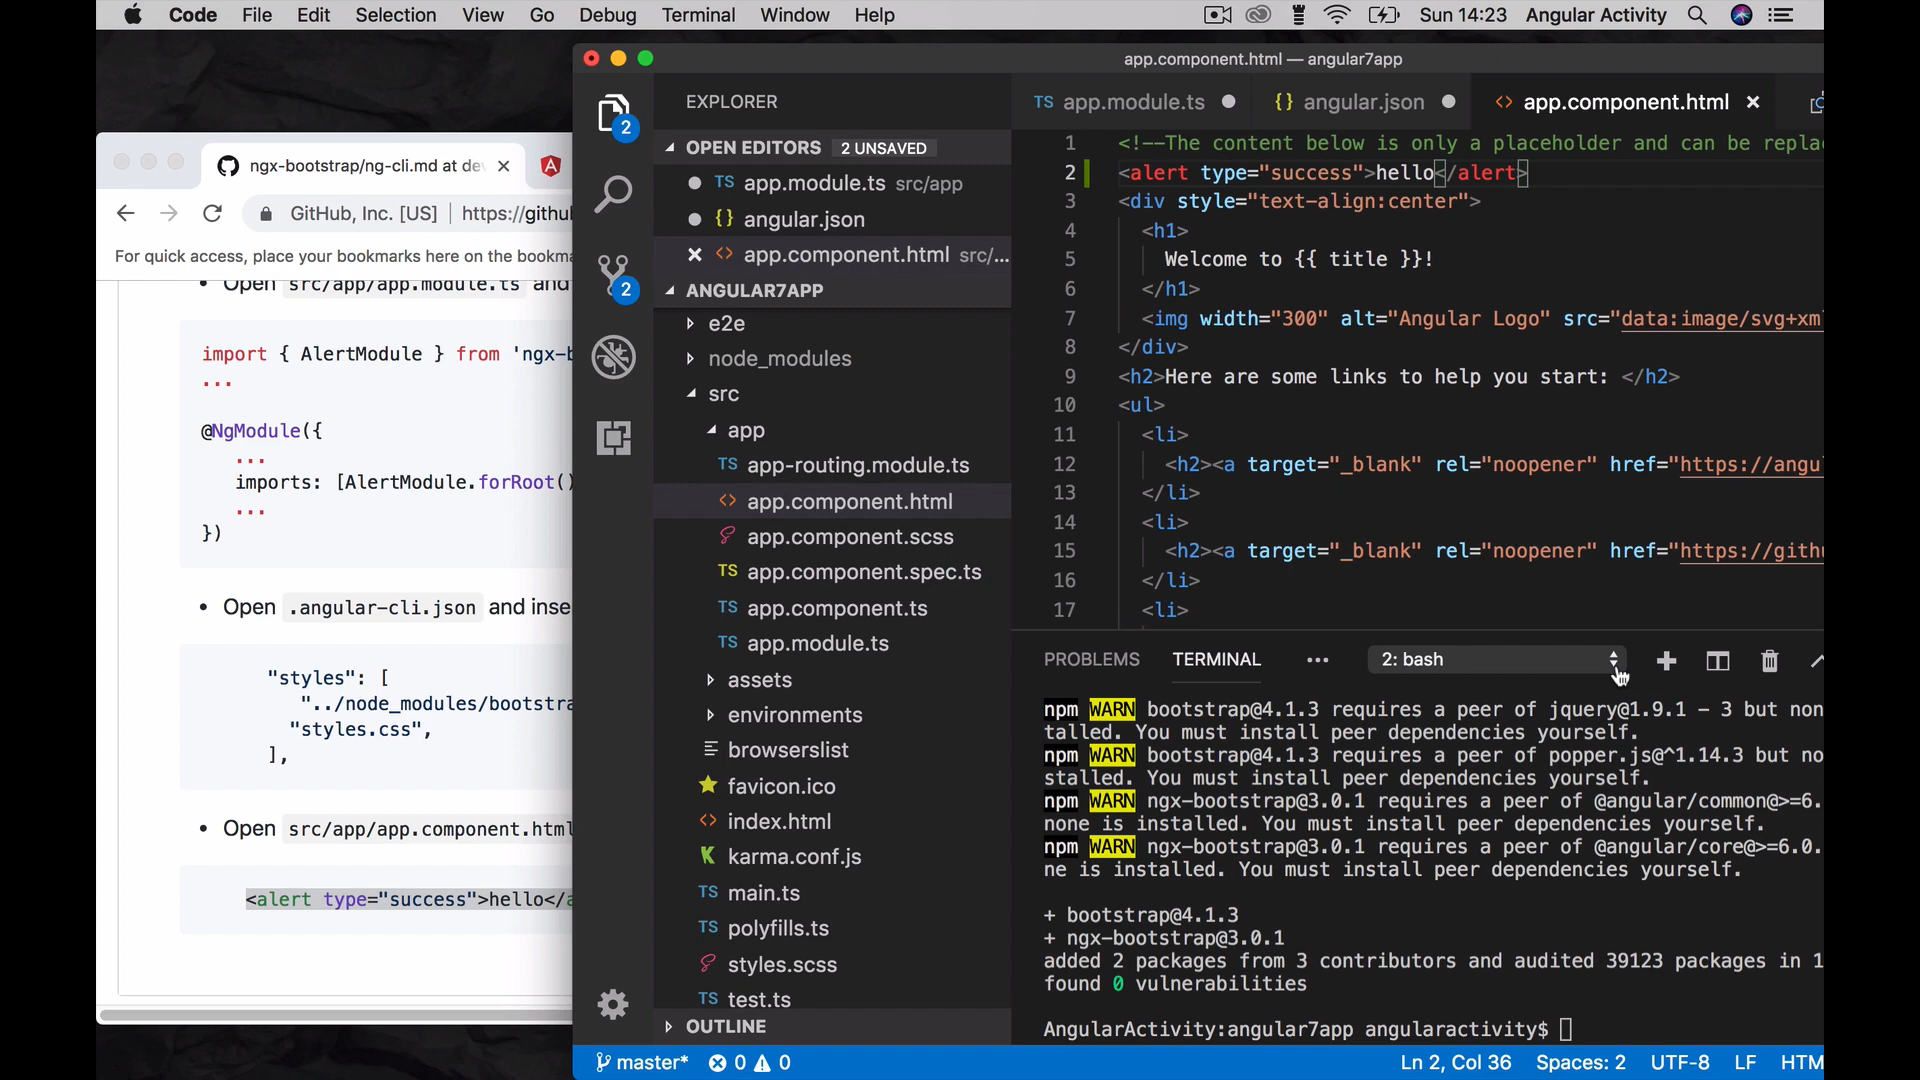 Code File Edit Selection View Go Debug Terminal Window Help Sun 14:23 Angular Activity
app.component.html — angular7app
ngx-bootstrap/ng-cli.md at de
GitHub, Inc. [US] https://githu
For quick access, place your bookmarks here on the bookma
Open src/app/app.module.ts and
import { AlertModule } from 'ngx-b
...
@NgModule({
...
imports: [AlertModule.forRoot()
...
})
Open .angular-cli.json and inse
"styles": [
"../node_modules/bootstra
"styles.css",
],
Open src/app/app.component.html
<alert type="success">hello</a
2
2
EXPLORER
OPEN EDITORS 2 UNSAVED
TS app.module.ts src/app
{} angular.json
<> app.component.html src/...
ANGULAR7APP
e2e
node_modules
src
app
TS app-routing.module.ts
<> app.component.html
app.component.scss
TS app.component.spec.ts
TS app.component.ts
TS app.module.ts
assets
environments
browserslist
favicon.ico
<> index.html
karma.conf.js
TS main.ts
TS polyfills.ts
styles.scss
TS test.ts
OUTLINE
TS app.module.ts {} angular.json <> app.component.html
1 <!--The content below is only a placeholder and can be repla
2 <alert type="success">hello</alert>
3 <div style="text-align:center">
4 <h1>
5 Welcome to {{ title }}!
6 </h1>
7 <img width="300" alt="Angular Logo" src="data:image/svg+xm
8 </div>
9 <h2>Here are some links to help you start: </h2>
10 <ul>
11 <li>
12 <h2><a target="_blank" rel="noopener" href="https://angu
13 </li>
14 <li>
15 <h2><a target="_blank" rel="noopener" href="https://gith
16 </li>
17 <li>
PROBLEMS TERMINAL ... 2: bash
npm WARN bootstrap@4.1.3 requires a peer of jquery@1.9.1 - 3 but non
talled. You must install peer dependencies yourself.
npm WARN bootstrap@4.1.3 requires a peer of popper.js@^1.14.3 but no
stalled. You must install peer dependencies yourself.
npm WARN ngx-bootstrap@3.0.1 requires a peer of @angular/common@>=6.
none is installed. You must install peer dependencies yourself.
npm WARN ngx-bootstrap@3.0.1 requires a peer of @angular/core@>=6.0.
ne is installed. You must install peer dependencies yourself.
+ bootstrap@4.1.3
+ ngx-bootstrap@3.0.1
added 2 packages from 3 contributors and audited 39123 packages in 1
found 0 vulnerabilities
AngularActivity:angular7app angularactivity$
master* 0 0 Ln 2, Col 36 Spaces: 2 UTF-8 LF HTM